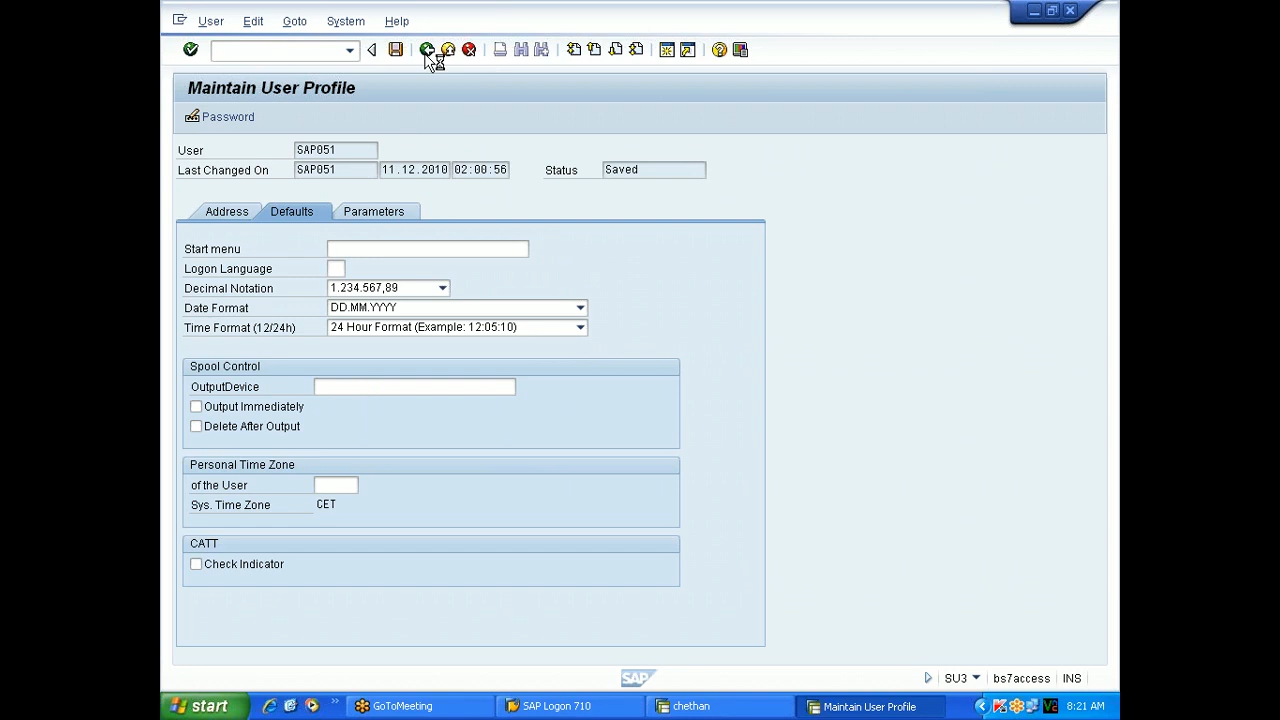 User Edit Goto System Help
Maintain User Profile
Password
User SAP051
Last Changed On SAP051 11.12.2010 02:00:56 Status Saved
Address Defaults Parameters
Start menu
Logon Language
Decimal Notation 1.234.567,89
Date Format DD.MM.YYYY
Time Format (12/24h) 24 Hour Format (Example: 12:05:10)
Spool Control
OutputDevice
Output Immediately
Delete After Output
Personal Time Zone
of the User
Sys. Time Zone CET
CATT
Check Indicator
SAP SU3 bs7access INS
start GoToMeeting SAP Logon 710 chethan Maintain User Profile 8:21 AM